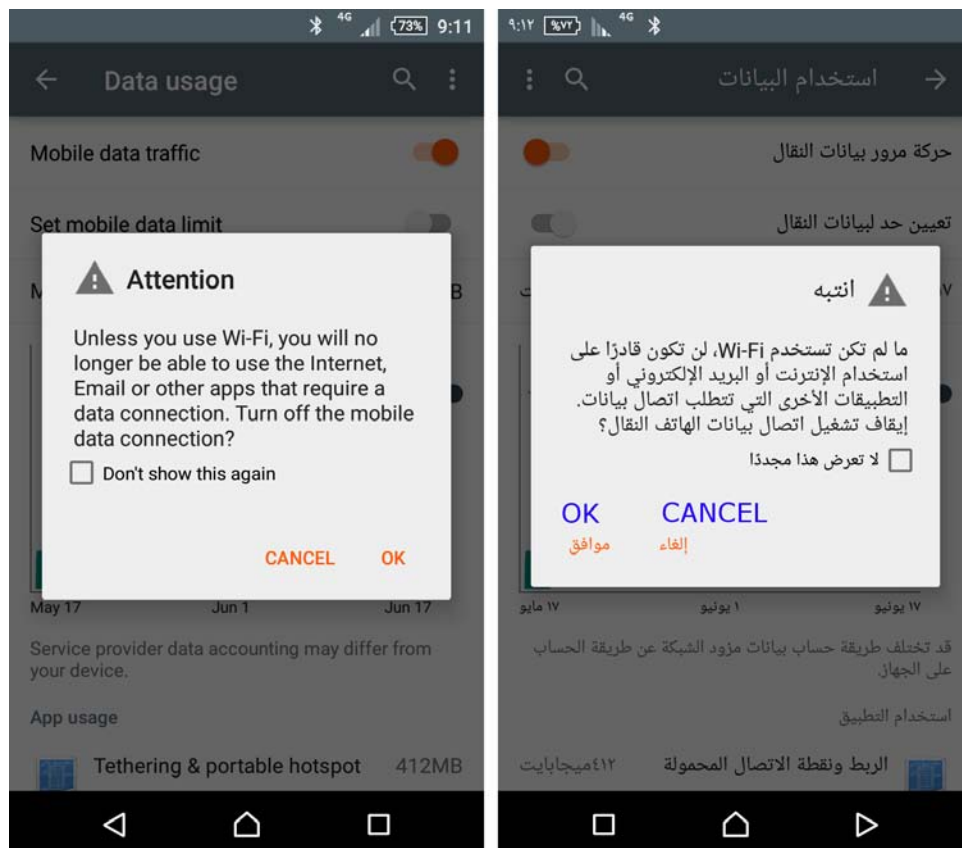 4G 73% 9:11
Data usage
Mobile data traffic
Set mobile data limit
M B
Attention
Unless you use Wi-Fi, you will no
longer be able to use the Internet,
Email or other apps that require a
data connection. Turn off the mobile
data connection?
Don't show this again
CANCEL OK
May 17 Jun 1 Jun 17
Service provider data accounting may differ from
your device.
App usage
Tethering & portable hotspot 412MB
٩:١٢ %٧٢ 4G
استخدام البيانات
حركة مرور بيانات النقال
تعيين حد لبيانات النقال
انتبه
ما لم تكن تستخدم Wi-Fi، لن تكون قادرًا على
استخدام الإنترنت أو البريد الإلكتروني أو
التطبيقات الأخرى التي تتطلب اتصال بيانات.
إيقاف تشغيل اتصال بيانات الهاتف النقال؟
لا تعرض هذا مجددًا
OK CANCEL
إلغاء موافق
١٧ يونيو ١ يونيو ١٧ مايو
قد تختلف طريقة حساب بيانات مزود الشبكة عن طريقة الحساب
على الجهاز.
استخدام التطبيق
الربط ونقطة الاتصال المحمولة ٤١٢ميجابايت